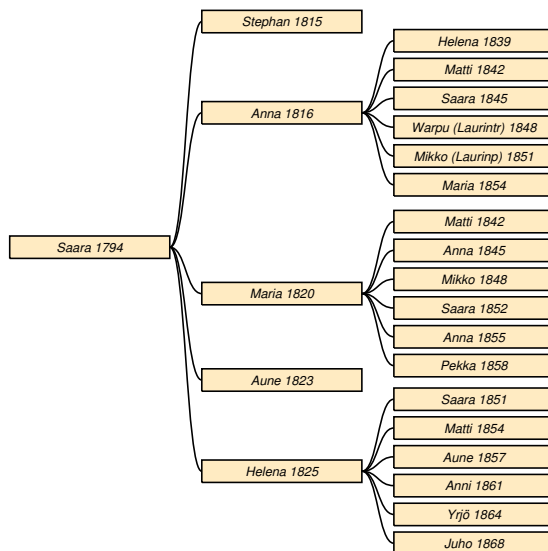 Saara 1794
Stephan 1815
Anna 1816
Helena 1839
Matti 1842
Saara 1845
Warpu (Laurintr) 1848
Mikko (Laurinp) 1851
Maria 1854
Maria 1820
Matti 1842
Anna 1845
Mikko 1848
Saara 1852
Anna 1855
Pekka 1858
Aune 1823
Helena 1825
Saara 1851
Matti 1854
Aune 1857
Anni 1861
Yrjö 1864
Juho 1868